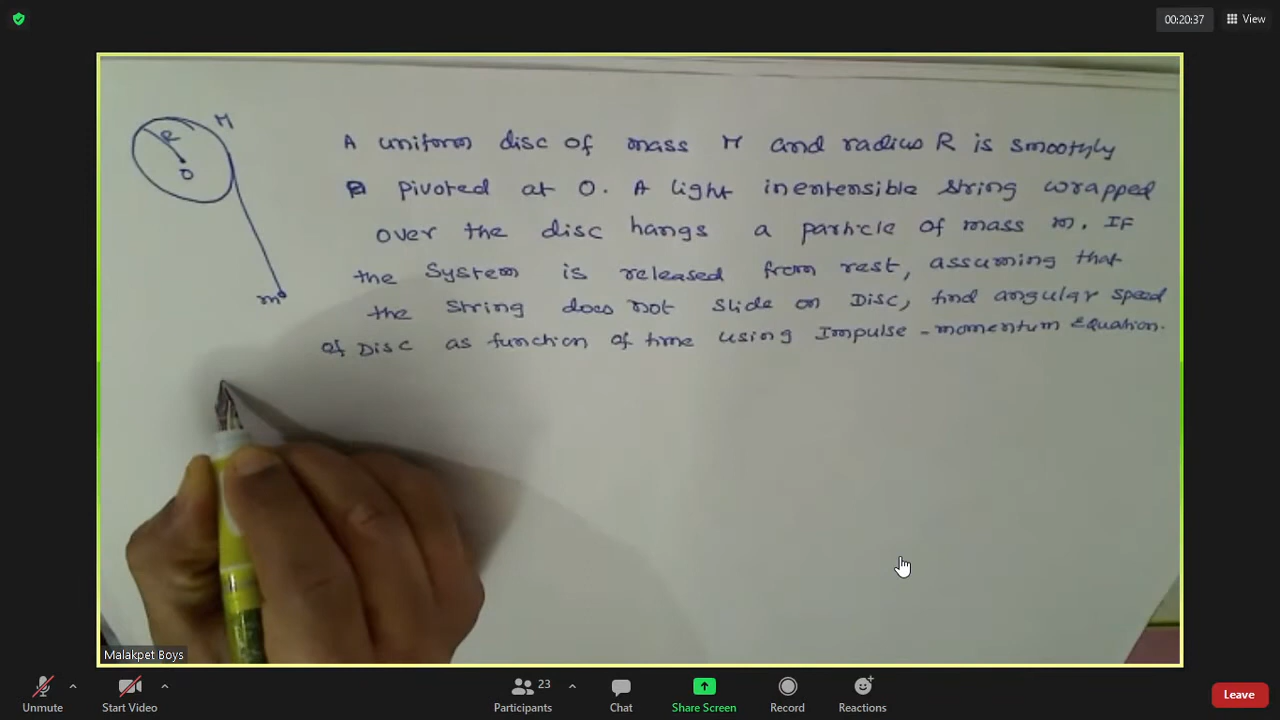 00:20:37
View
R
M
O
m
A uniform disc of mass M and radius R is smootyly
pivoted at O. A light inentensible string wrapped
over the disc hangs a particle of mass m. IF
the System is released from rest, assuming that
the String does not Slide on Disc, find angular speed
of Disc as function of time using Impulse - momentum Equation.
Malakpet Boys
23
Unmute
Start Video
Participants
Chat
Share Screen
Record
Reactions
Leave